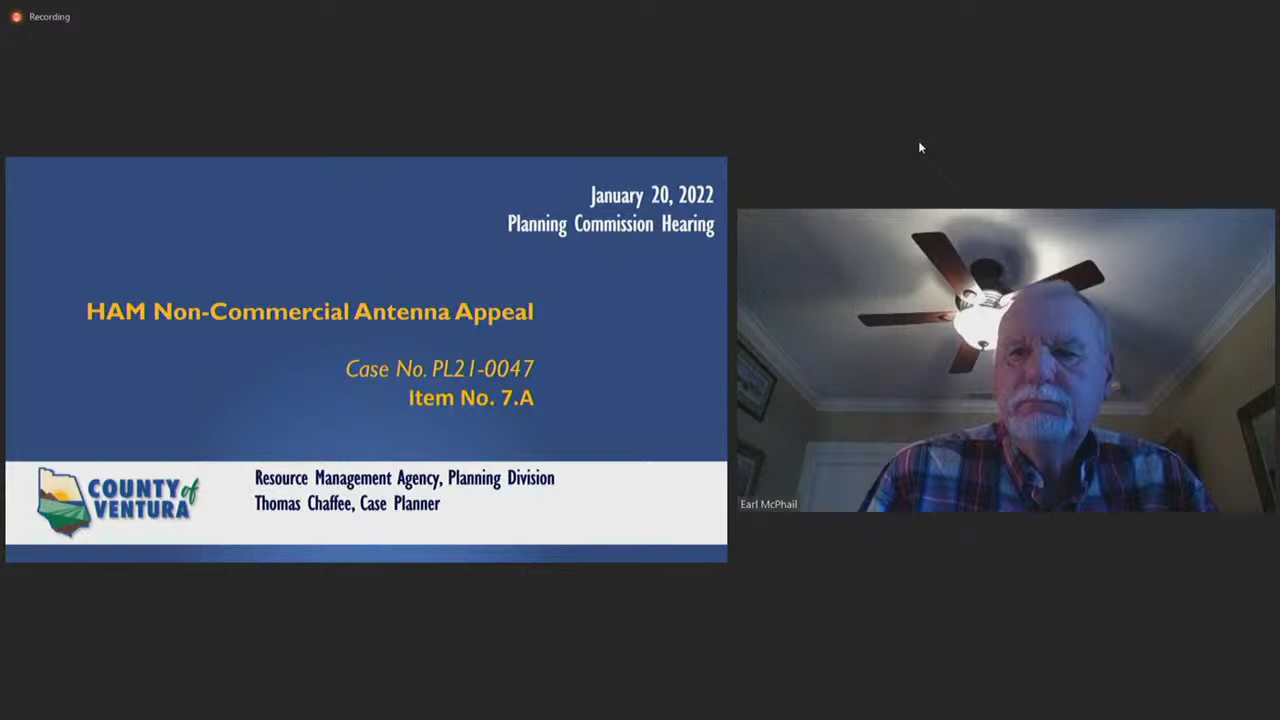 Recording
January 20, 2022
Planning Commission Hearing
HAM Non-Commercial Antenna Appeal
Case No. PL21-0047
Item No. 7.A
COUNTY of
VENTURA
Resource Management Agency, Planning Division
Thomas Chaffee, Case Planner
Earl McPhail